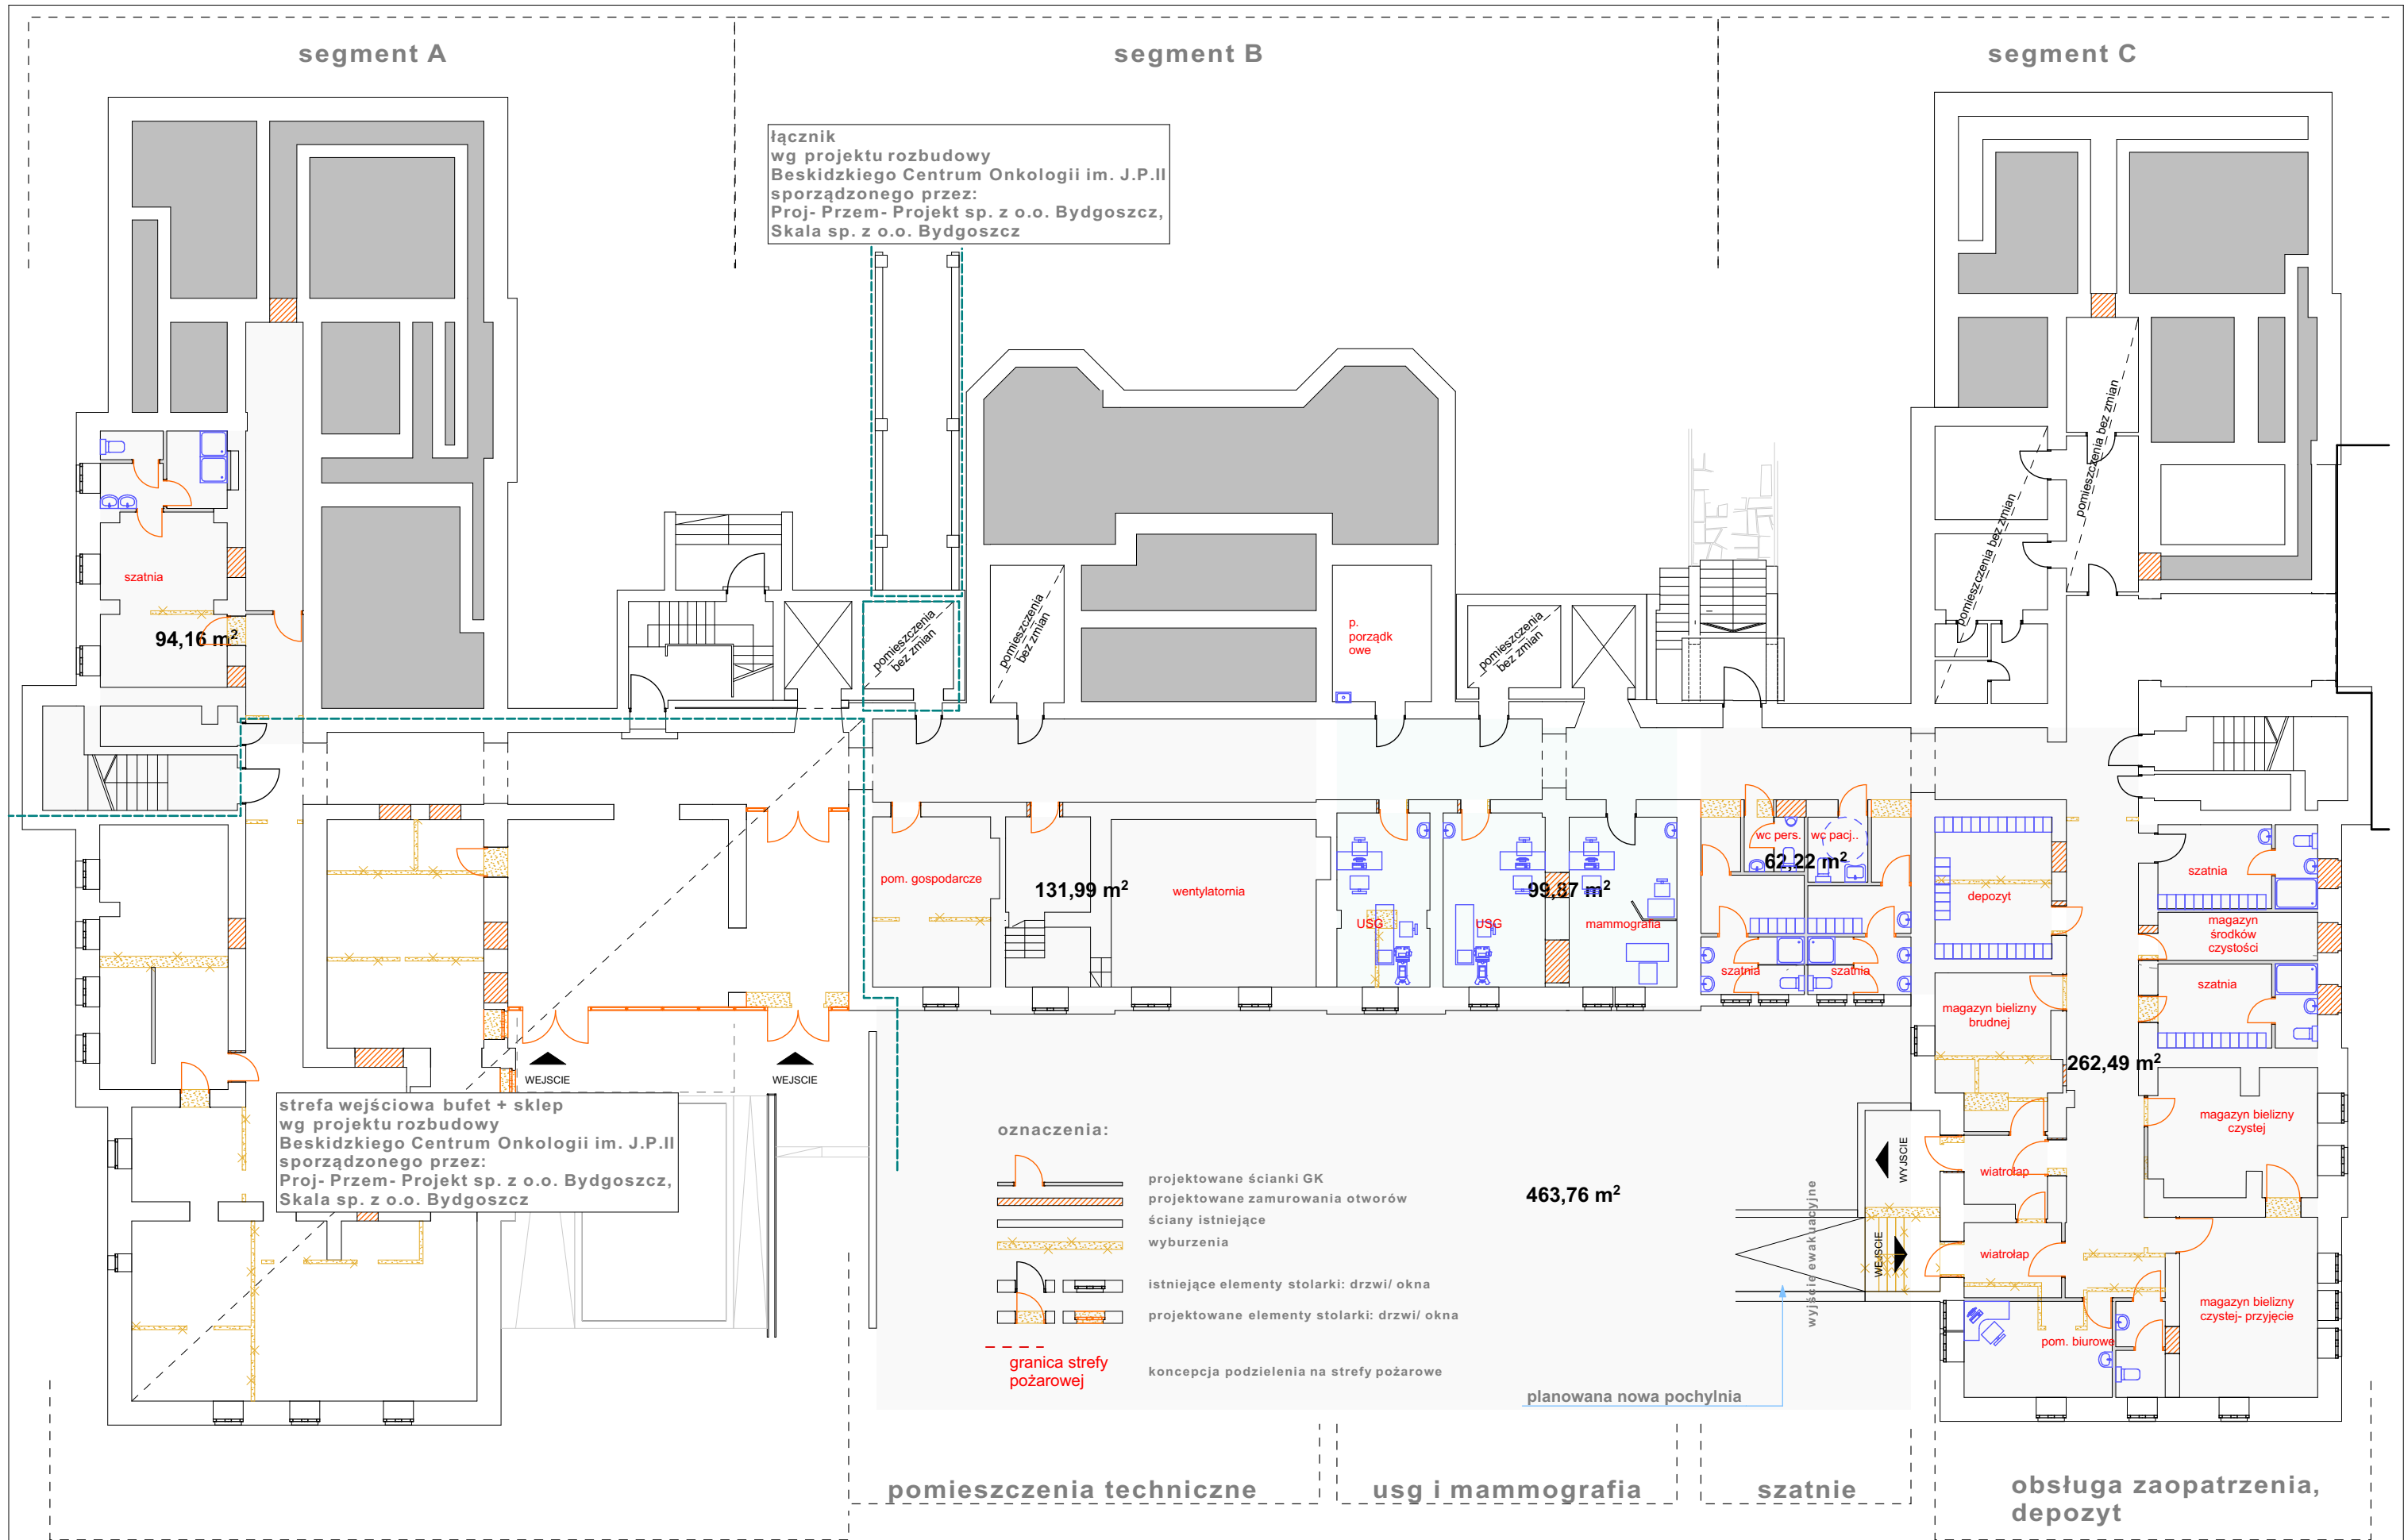 segment A
segment B
segment C
łącznik
wg projektu rozbudowy
Beskidzkiego Centrum Onkologii im. J.P.II
sporządzonego przez:
Proj- Przem- Projekt sp. z o.o. Bydgoszcz,
Skala sp. z o.o. Bydgoszcz
pomieszczenia bez zmian
pomieszczenia bez zmian
szatnia
94,16 m²
pomieszczenia
bez zmian
pomieszczenia
bez zmian
p.
porządk
owe
pomieszczenia
bez zmian
pom. gospodarcze
131,99 m²
wentylatornia
USG
USG
99,87 m²
mammografia
wc pers.
wc pacj..
62,22 m²
szatnia
szatnia
depozyt
szatnia
magazyn
środków
czystości
szatnia
magazyn bielizny
brudnej
262,49 m²
magazyn bielizny
czystej
WEJSCIE
WEJSCIE
strefa wejściowa bufet + sklep
wg projektu rozbudowy
Beskidzkiego Centrum Onkologii im. J.P.II
sporządzonego przez:
Proj- Przem- Projekt sp. z o.o. Bydgoszcz,
Skala sp. z o.o. Bydgoszcz
oznaczenia:
projektowane ścianki GK
projektowane zamurowania otworów
ściany istniejące
wyburzenia
istniejące elementy stolarki: drzwi/ okna
projektowane elementy stolarki: drzwi/ okna
granica strefy
pożarowej
koncepcja podzielenia na strefy pożarowe
463,76 m²
wyjście ewakuacyjne
WYJSCIE
WEJSCIE
wiatrołap
wiatrołap
magazyn bielizny
czystej- przyjęcie
pom. biurowe
planowana nowa pochylnia
pomieszczenia techniczne
usg i mammografia
szatnie
obsługa zaopatrzenia,
depozyt